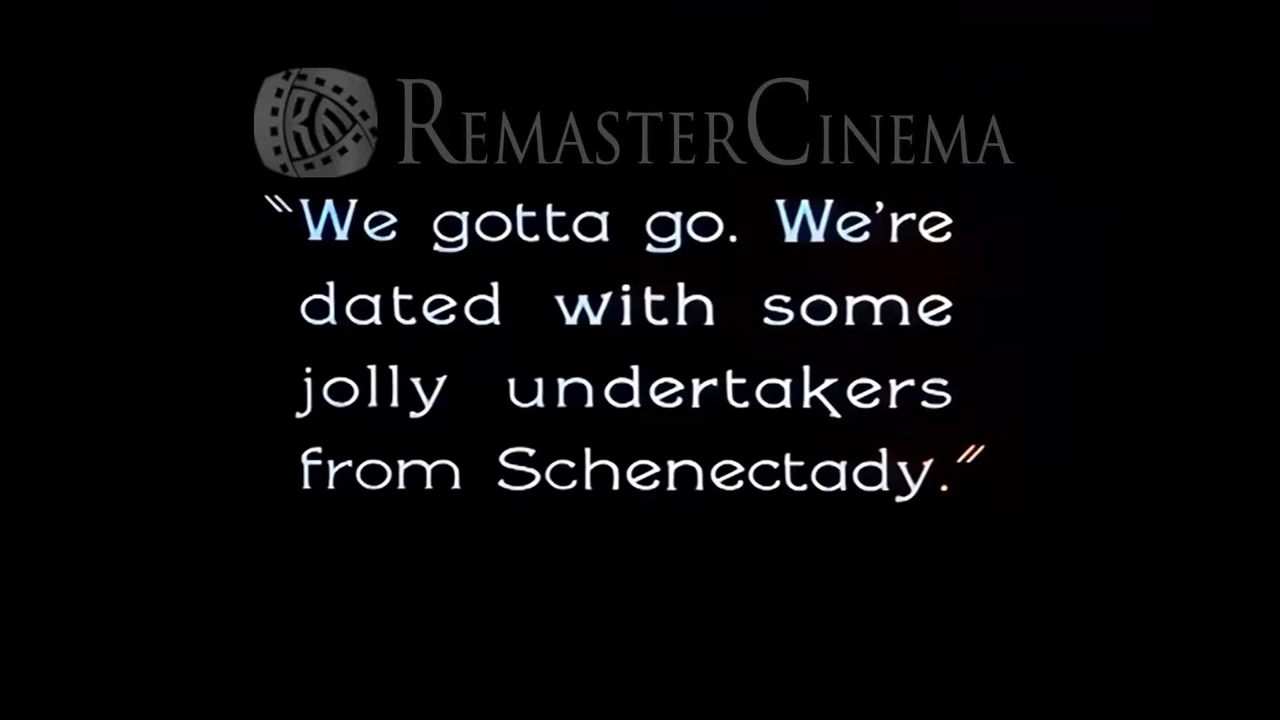 REMASTERCINEMA
"We gotta go. We're
dated with some
jolly undertakers
from Schenectady."